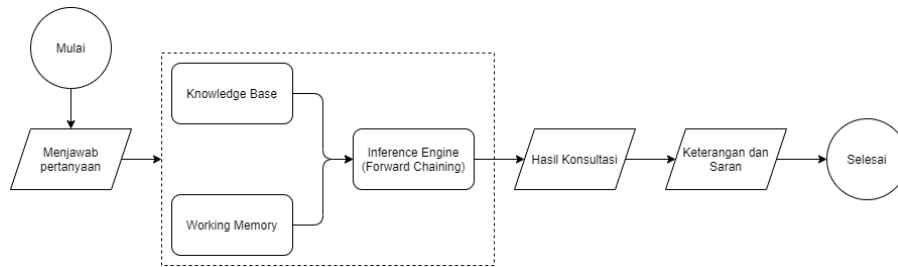 Mulai
Menjawab
pertanyaan
Knowledge Base
Working Memory
Inference Engine
(Forward Chaining)
Hasil Konsultasi
Keterangan dan
Saran
Selesai